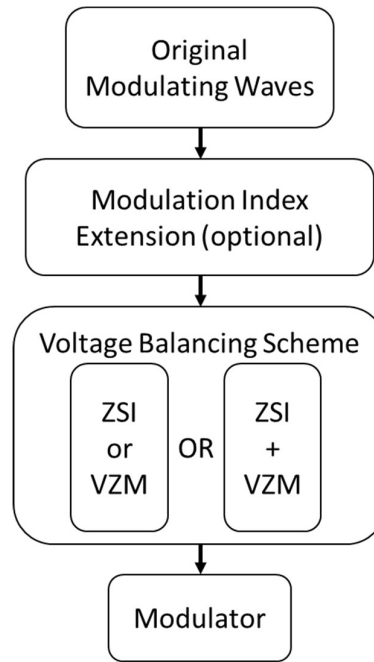 Original
Modulating Waves
Modulation Index
Extension (optional)
Voltage Balancing Scheme
ZSI
or
VZM
OR
ZSI
+
VZM
Modulator